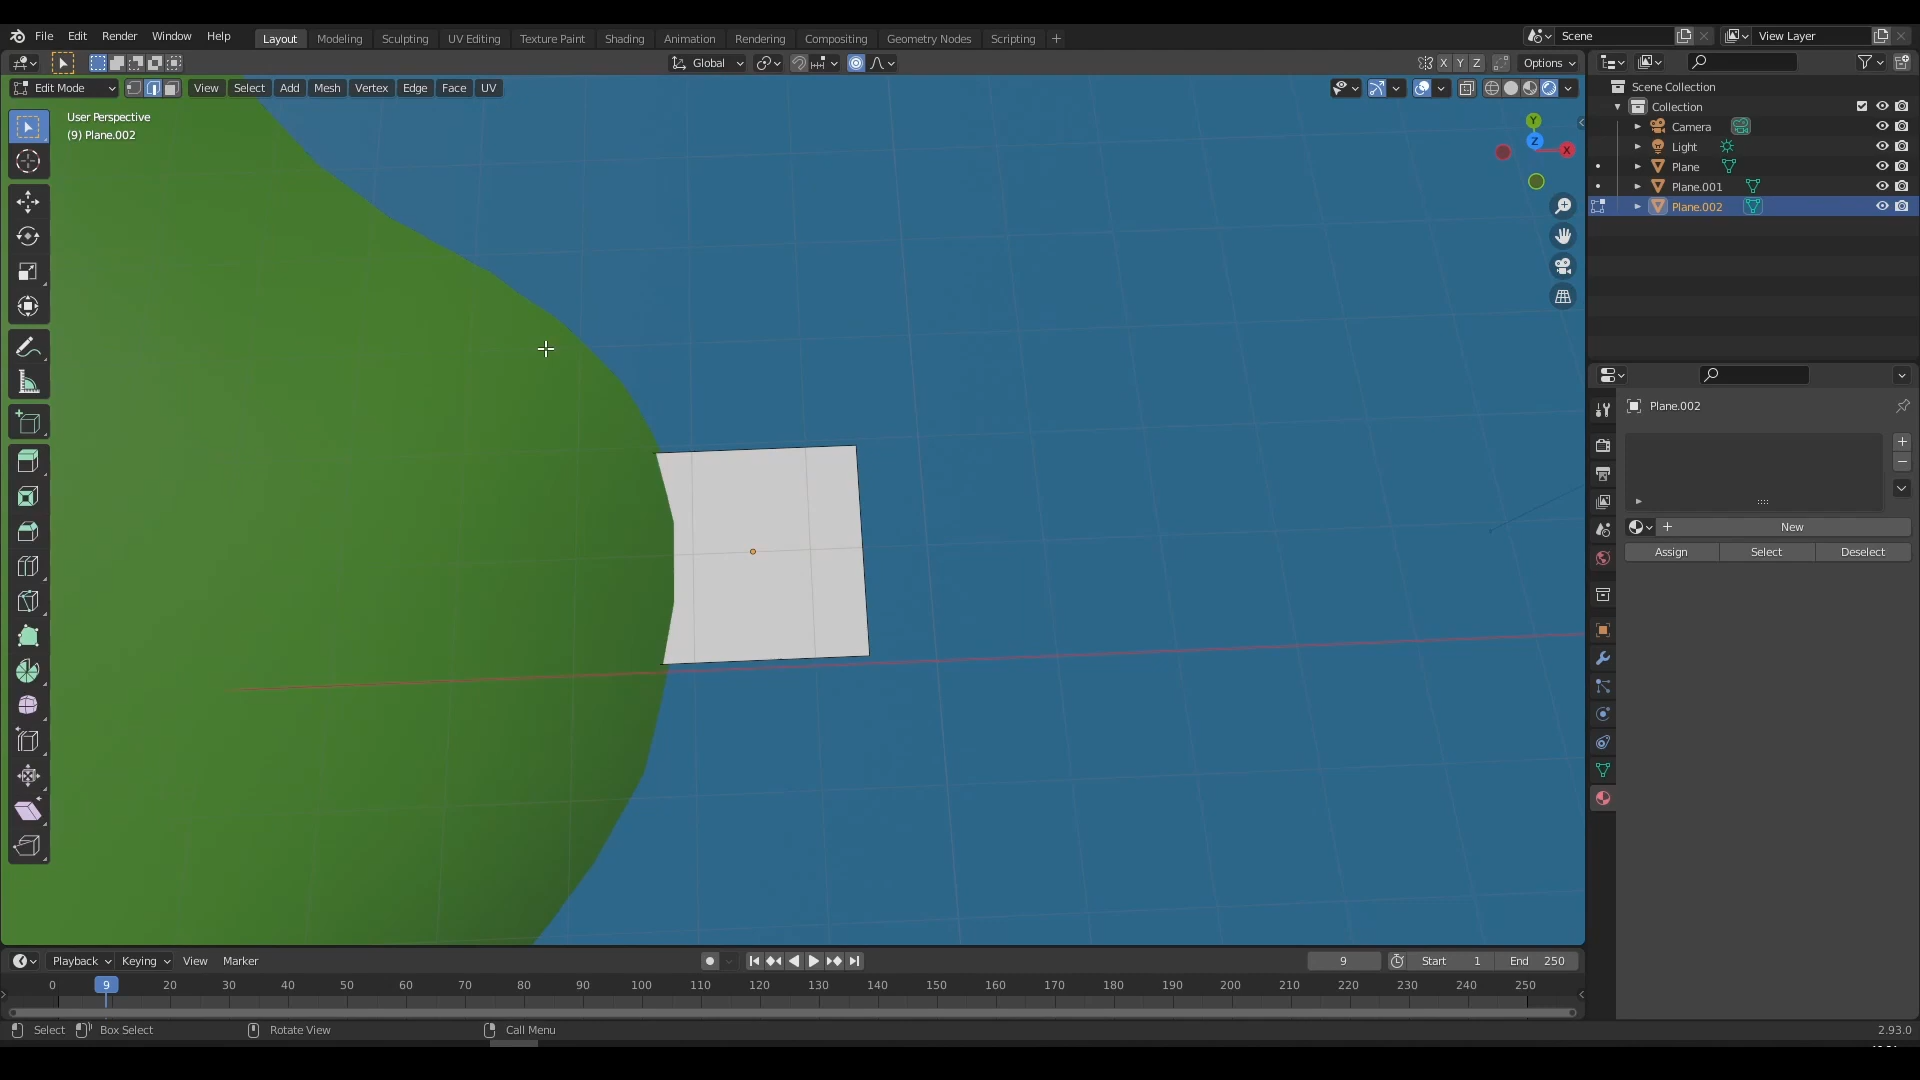 File Edit Render Window Help Layout Modeling Sculpting UV Editing Texture Paint Shading Animation Rendering Compositing Geometry Nodes Scripting + Scene View Layer
Global X Y Z Options
Edit Mode View Select Add Mesh Vertex Edge Face UV
User Perspective
(9) Plane.002
Y
Z X
Scene Collection
Collection
Camera
Light
Plane
Plane.001
Plane.002
Plane.002
New
Assign Select Deselect
Playback Keying View Marker 9 Start 1 End 250
0 9 20 30 40 50 60 70 80 90 100 110 120 130 140 150 160 170 180 190 200 210 220 230 240 250
Select Box Select Rotate View Call Menu 2.93.0